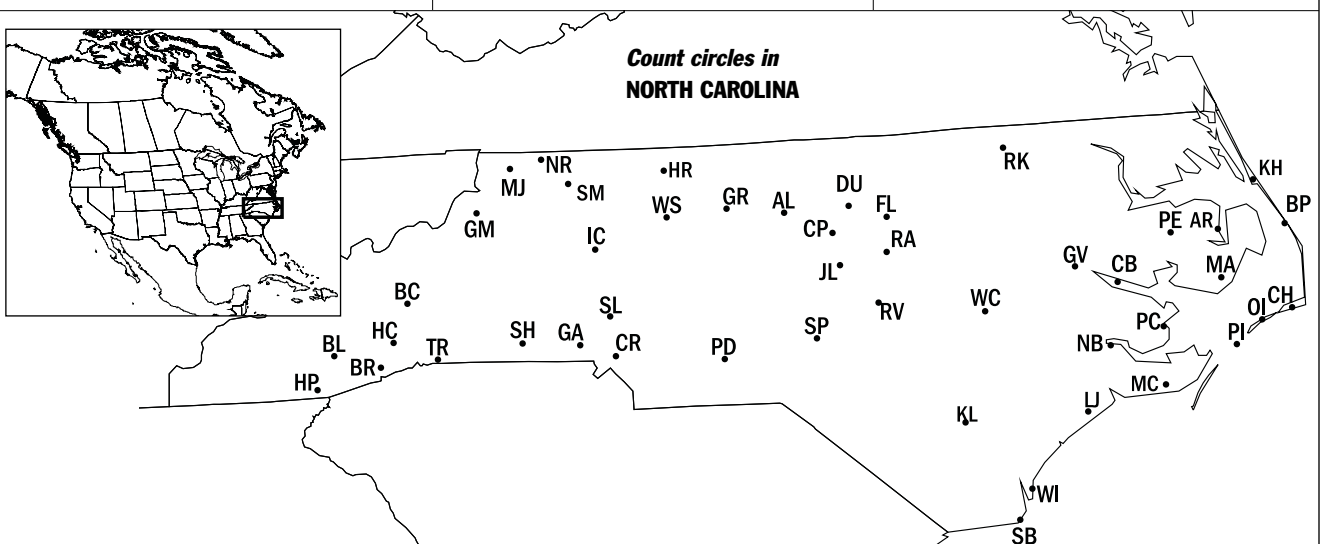 Count circles in
NORTH CAROLINA
NR
RK
HR
MJ
SM
KH
DU
GR
AL
FL
WS
BP
GM
PE
AR
CP
IC
RA
GV
CB
MA
JL
BC
WC
CH
SL
OI
RV
PC
HC
SH
GA
SP
PI
BL
TR
CR
PD
NB
BR
HP
MC
LJ
KL
WI
SB